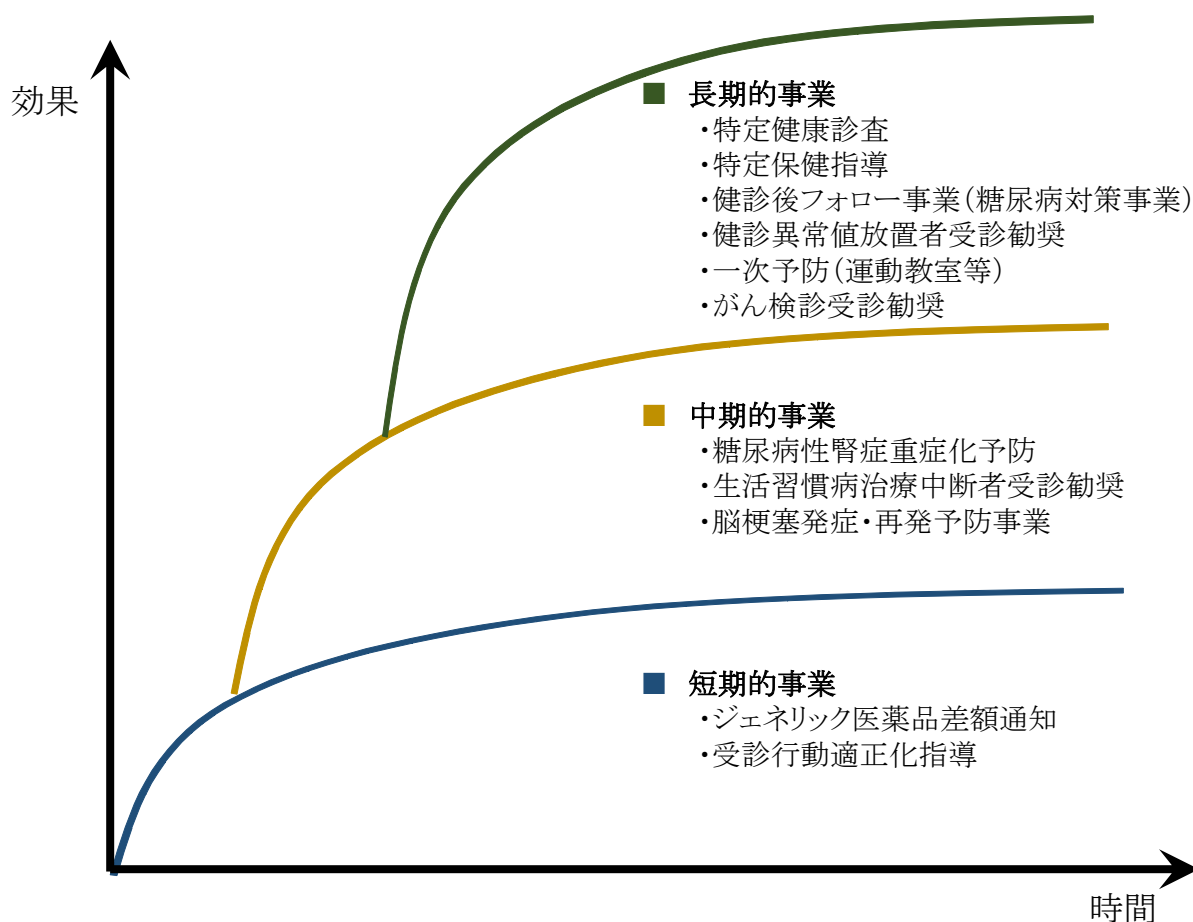 効果
■ 長期的事業
・特定健康診査
・特定保健指導
・健診後フォロー事業(糖尿病対策事業)
・健診異常値放置者受診勧奨
・一次予防(運動教室等)
・がん検診受診勧奨
■ 中期的事業
・糖尿病性腎症重症化予防
・生活習慣病治療中断者受診勧奨
・脳梗塞発症・再発予防事業
■ 短期的事業
・ジェネリック医薬品差額通知
・受診行動適正化指導
時間